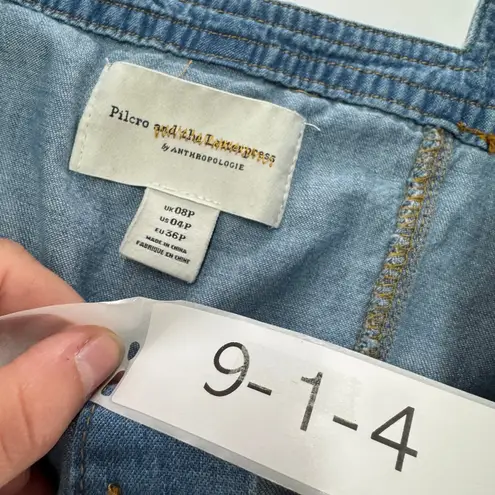 Pilcro and the Letterpress
by ANTHROPOLOGIE
UK 08P
US 04P
EU 36P
MADE IN CHINA
FABRIQUE EN CHINE
9-1-4